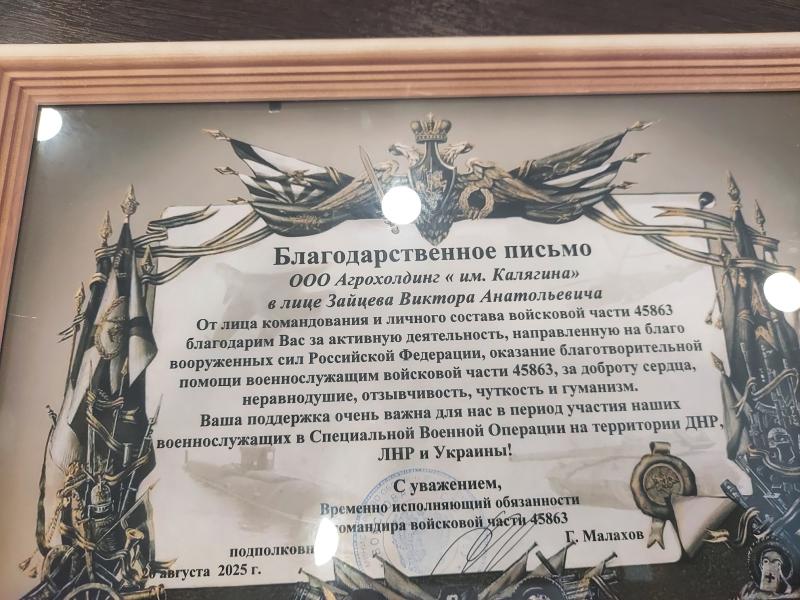 Благодарственное письмо
ООО Агрохолдинг « им. Калягина»
в лице Зайцева Виктора Анатольевича
От лица командования и личного состава войсковой части 45863
благодарим Вас за активную деятельность, направленную на благо
вооруженных сил Российской Федерации, оказание благотворительной
помощи военнослужащим войсковой части 45863, за доброту сердца,
неравнодушие, отзывчивость, чуткость и гуманизм.
Ваша поддержка очень важна для нас в период участия наших
военнослужащих в Специальной Военной Операции на территории ДНР,
ЛНР и Украины!
С уважением,
Временно исполняющий обязанности
командира войсковой части 45863
подполковн
Г. Малахов
26 августа 2025 г.